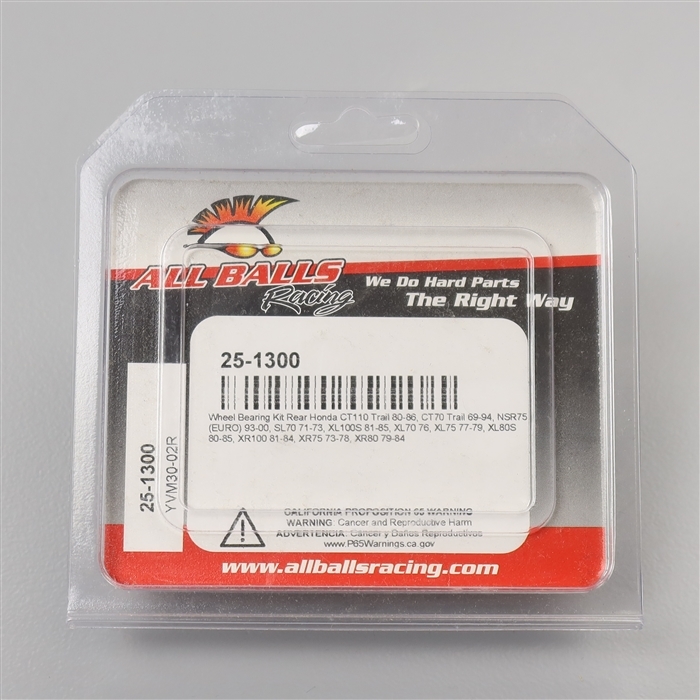 ALL BALLS
Racing
We Do Hard Parts
The Right Way
25-1300
Wheel Bearing Kit Rear Honda CT110 Trail 80-86, CT70 Trail 69-94, NSR75
(EURO) 93-00, SL70 71-73, XL100S 81-85, XL70 76, XL75 77-79, XL80S
80-85, XR100 81-84, XR75 73-78, XR80 79-84
25-1300
YVM30-02R
CALIFORNIA PROPOSITION 65 WARNING
WARNING: Cancer and Reproductive Harm
ADVERTENCIA: Cancer y Daños Reproductivos
www.P65Warnings.ca.gov
www.allballsracing.com